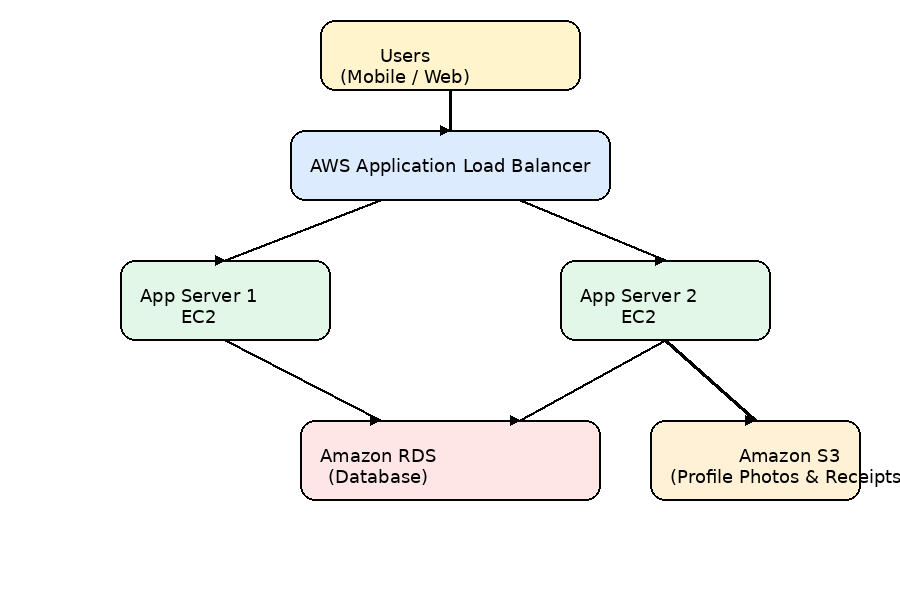 Users
(Mobile / Web)
AWS Application Load Balancer
App Server 1
EC2
App Server 2
EC2
Amazon RDS
(Database)
Amazon S3
(Profile Photos & Receipts